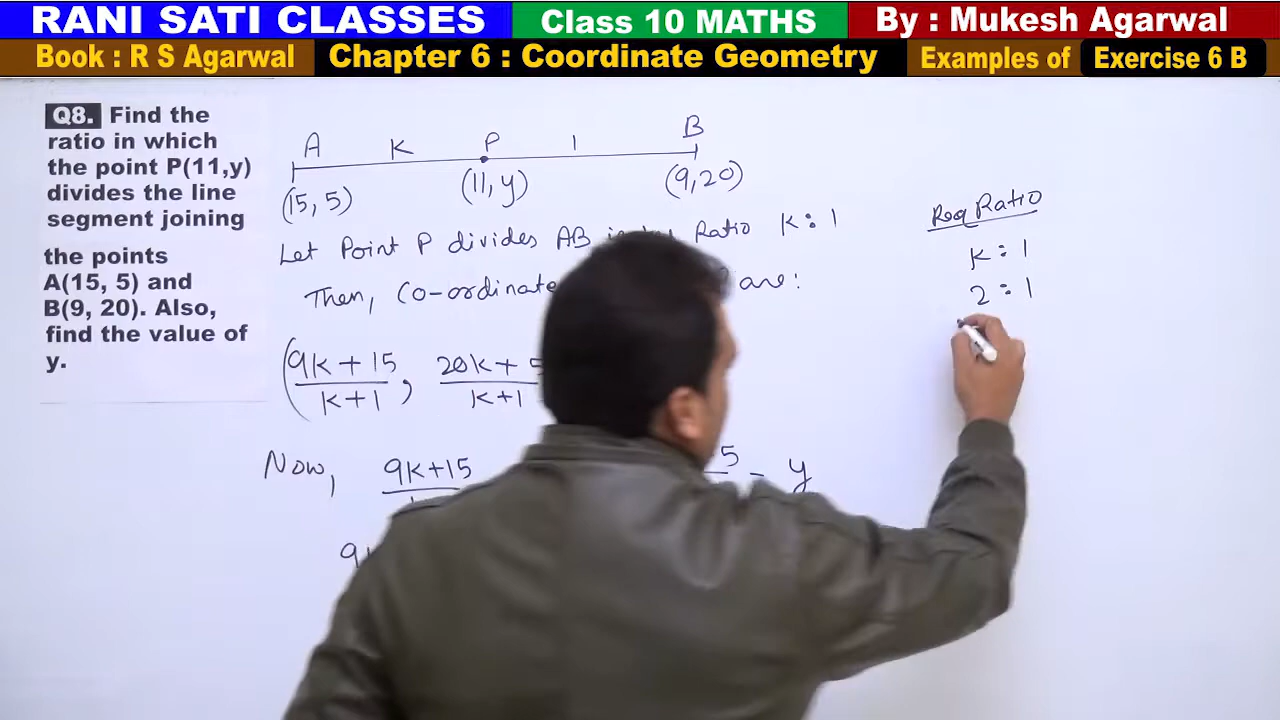 RANI SATI CLASSES
Class 10 MATHS
By : Mukesh Agarwal
Book : R S Agarwal
Chapter 6 : Coordinate Geometry
Examples of
Exercise 6 B
Q8. Find the
ratio in which
the point P(11,y)
divides the line
segment joining
the points
A(15, 5) and
B(9, 20). Also,
find the value of
y.
A K P 1 B
(15, 5) (11, y) (9,20)
Let Point P divides AB Ratio K : 1
Then, Co-ordinate are :
(9K + 15 / K + 1 , 20K + 5 / K + 1
Now, 9K+15 5 = y
9K
Req Ratio
K : 1
2 : 1